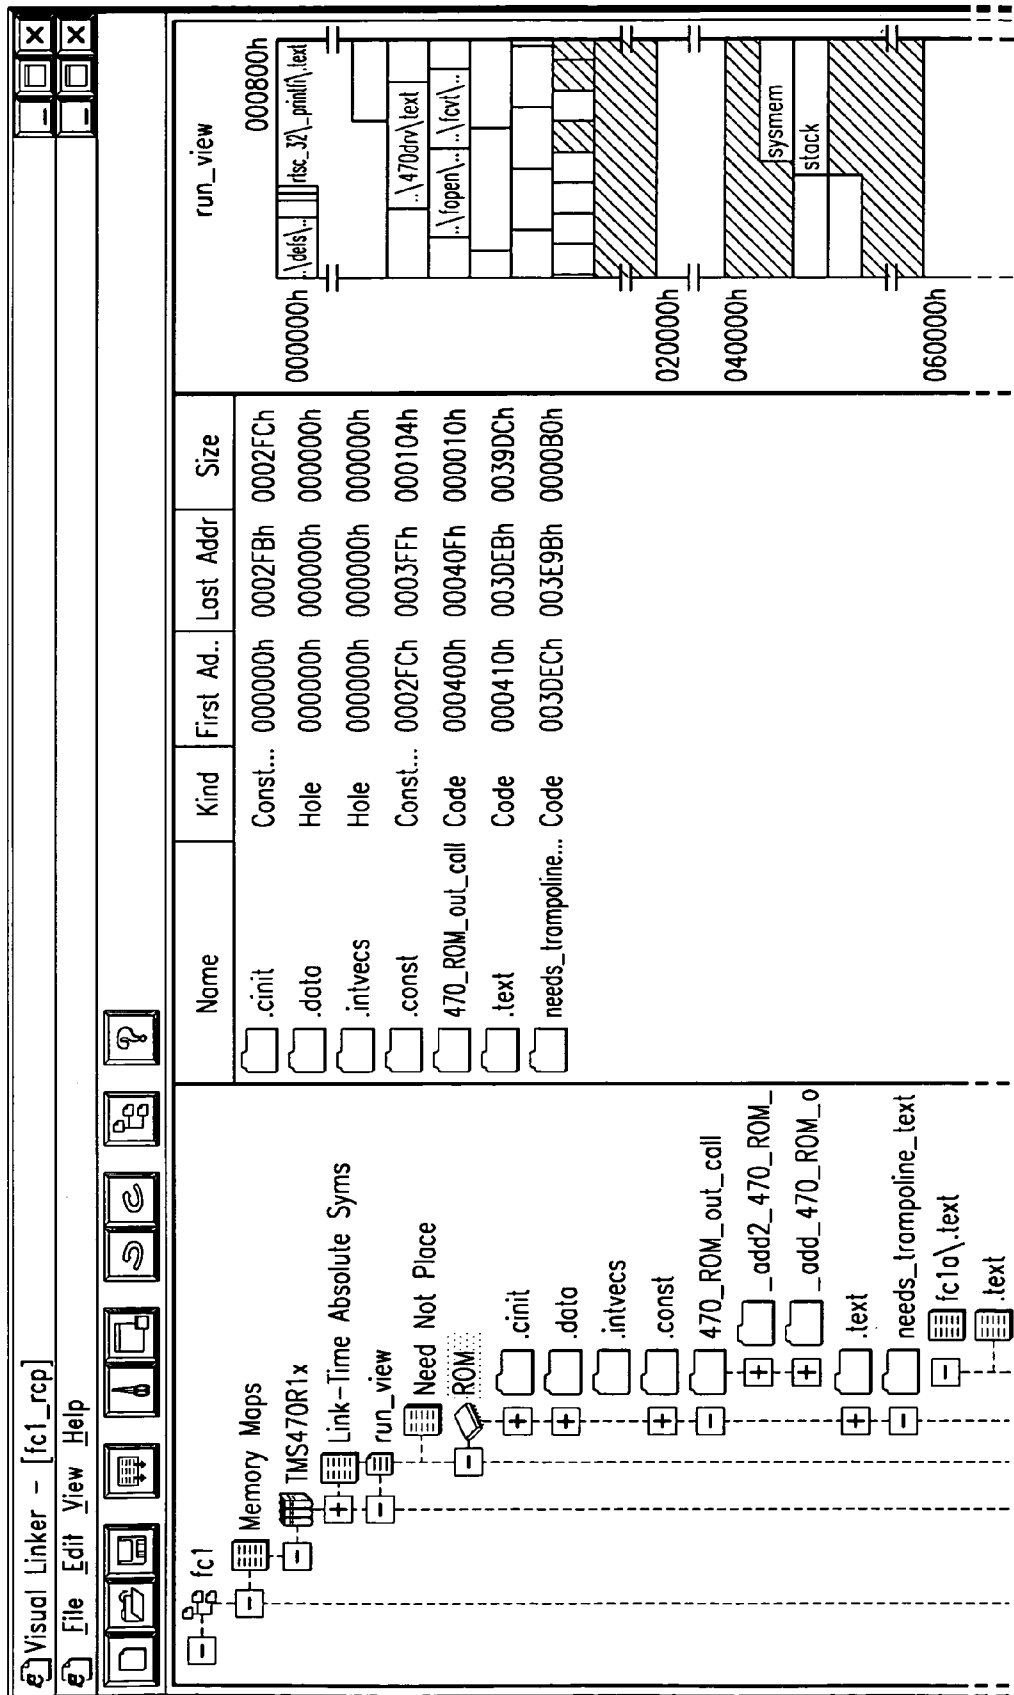 Visual Linker - [fc1_rcp]
File Edit View Help
fc1
Memory Maps
TMS470R1x
Link-Time Absolute Syms
run_view
Need Not Place
ROM
.cinit
.data
.intvecs
.const
470_ROM_out_call
_add2_470_ROM_
_add_470_ROM_o
.text
needs_trampoline_text
fc1a\.text
.text
Name Kind First Ad.. Last Addr Size
.cinit Const... 000000h 0002FBh 0002FCh
.data Hole 000000h 000000h 000000h
.intvecs Hole 000000h 000000h 000000h
.const Const... 0002FCh 0003FFh 000104h
470_ROM_out_call Code 000400h 00040Fh 000010h
.text Code 000410h 003DEBh 0039DCh
needs_trampoline... Code 003DECh 003E9Bh 0000B0h
run_view
000800h
000000h
..\defs\.. rtsc_32\_printfi\.text
..\470drv\text
..\fopen\.. ..\fcvt\..
020000h
040000h
sysmem
stack
060000h